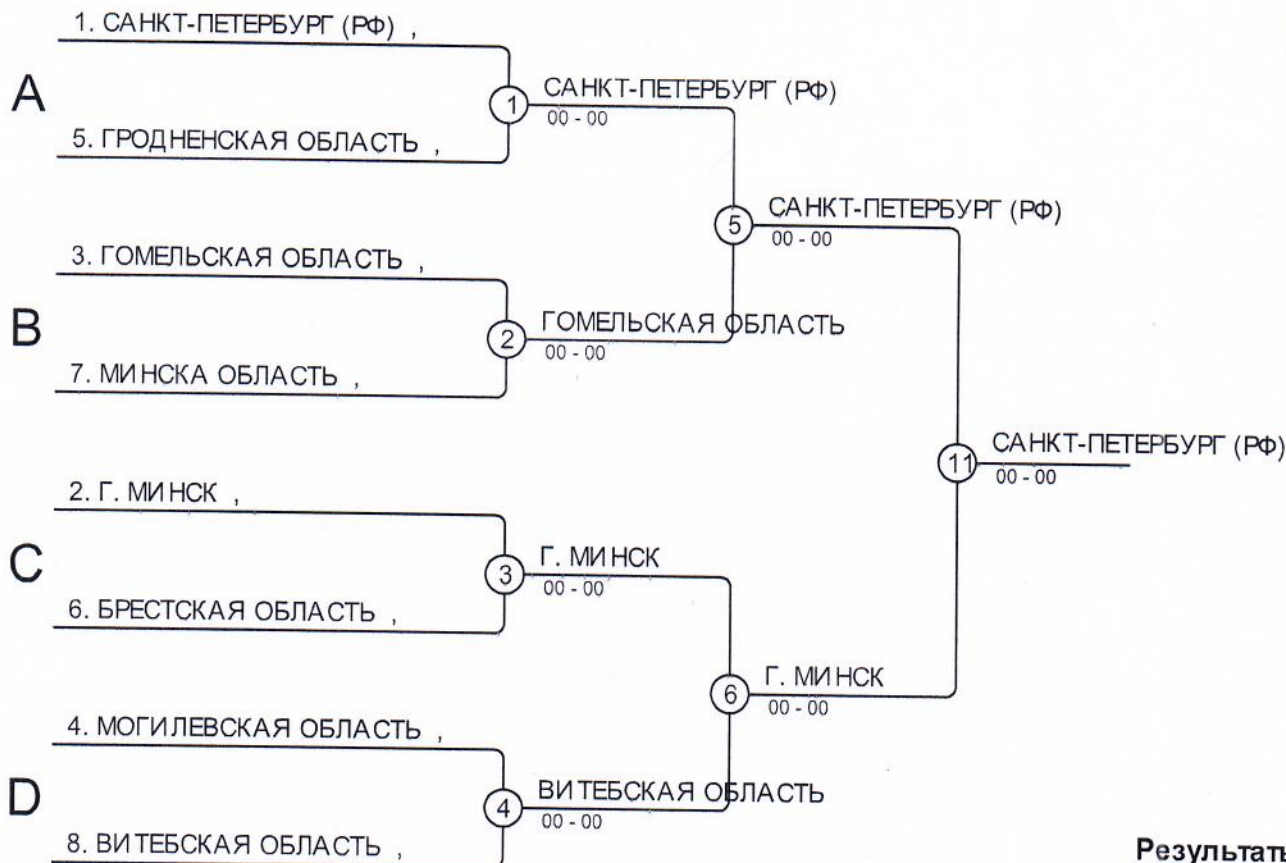 1. САНКТ-ПЕТЕРБУРГ (РФ) ,
A
1
САНКТ-ПЕТЕРБУРГ (РФ)
00 - 00
5. ГРОДНЕНСКАЯ ОБЛАСТЬ ,
5
САНКТ-ПЕТЕРБУРГ (РФ)
00 - 00
3. ГОМЕЛЬСКАЯ ОБЛАСТЬ ,
B
2
ГОМЕЛЬСКАЯ ОБЛАСТЬ
00 - 00
7. МИНСКА ОБЛАСТЬ ,
11
САНКТ-ПЕТЕРБУРГ (РФ)
00 - 00
2. Г. МИНСК ,
C
3
Г. МИНСК
00 - 00
6. БРЕСТСКАЯ ОБЛАСТЬ ,
6
Г. МИНСК
00 - 00
4. МОГИЛЕВСКАЯ ОБЛАСТЬ ,
D
4
ВИТЕБСКАЯ ОБЛАСТЬ
00 - 00
8. ВИТЕБСКАЯ ОБЛАСТЬ ,
Результать